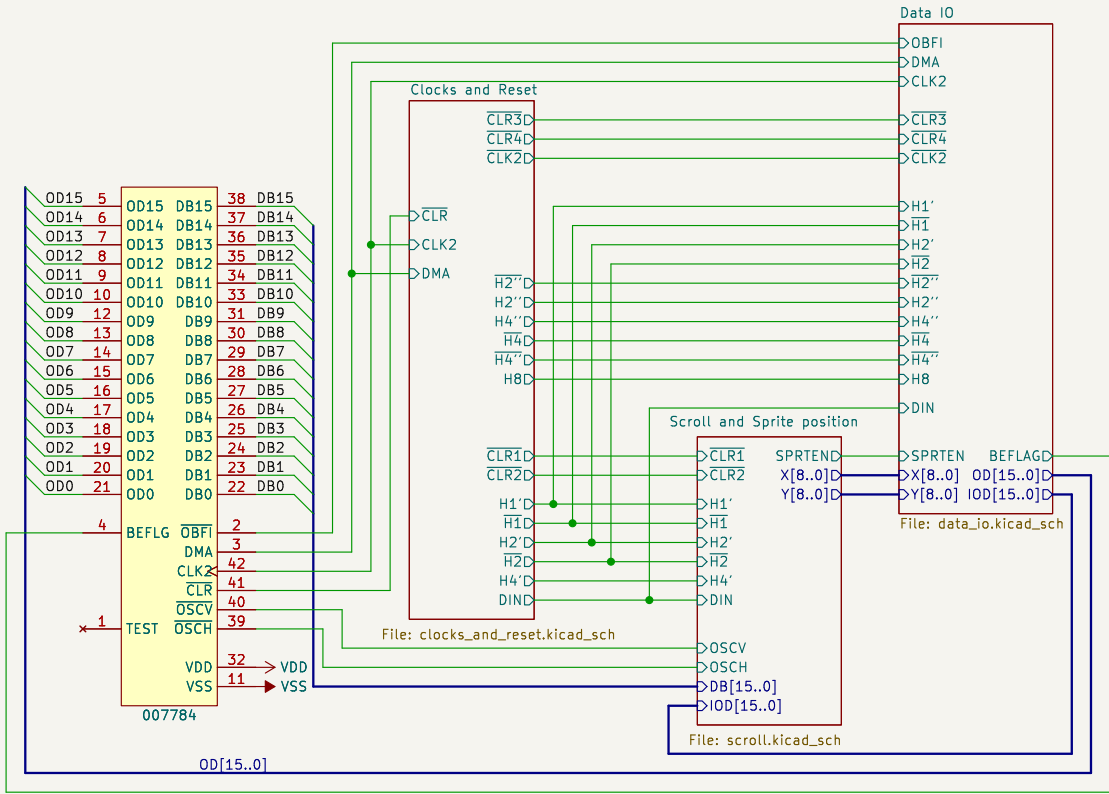 Data IO
OBFI
DMA
CLK2
CLR3
CLR4
CLK2
H1'
H1
H2'
H2
H2''
H2''
H4''
H4
H4''
H8
DIN
SPRTEN BEFLAG
X[8..0] OD[15..0]
Y[8..0] IOD[15..0]
File: data_io.kicad_sch
Clocks and Reset
CLR3
CLR4
CLK2
CLR
CLK2
DMA
H2''
H2''
H4''
H4
H4''
H8
CLR1
CLR2
H1'
H1
H2'
H2
H4'
DIN
File: clocks_and_reset.kicad_sch
Scroll and Sprite position
CLR1 SPRTEN
CLR2 X[8..0]
Y[8..0]
H1'
H1
H2'
H2
H4'
DIN
OSCV
OSCH
DB[15..0]
IOD[15..0]
File: scroll.kicad_sch
OD15 5 OD15 DB15 38 DB15
OD14 6 OD14 DB14 37 DB14
OD13 7 OD13 DB13 36 DB13
OD12 8 OD12 DB12 35 DB12
OD11 9 OD11 DB11 34 DB11
OD10 10 OD10 DB10 33 DB10
OD9 12 OD9 DB9 31 DB9
OD8 13 OD8 DB8 30 DB8
OD7 14 OD7 DB7 29 DB7
OD6 15 OD6 DB6 28 DB6
OD5 16 OD5 DB5 27 DB5
OD4 17 OD4 DB4 26 DB4
OD3 18 OD3 DB3 25 DB3
OD2 19 OD2 DB2 24 DB2
OD1 20 OD1 DB1 23 DB1
OD0 21 OD0 DB0 22 DB0
4 BEFLG OBFI 2
DMA 3
CLK2 42
CLR 41
OSCV 40
1 TEST OSCH 39
VDD 32 VDD
VSS 11 VSS
007784
OD[15..0]